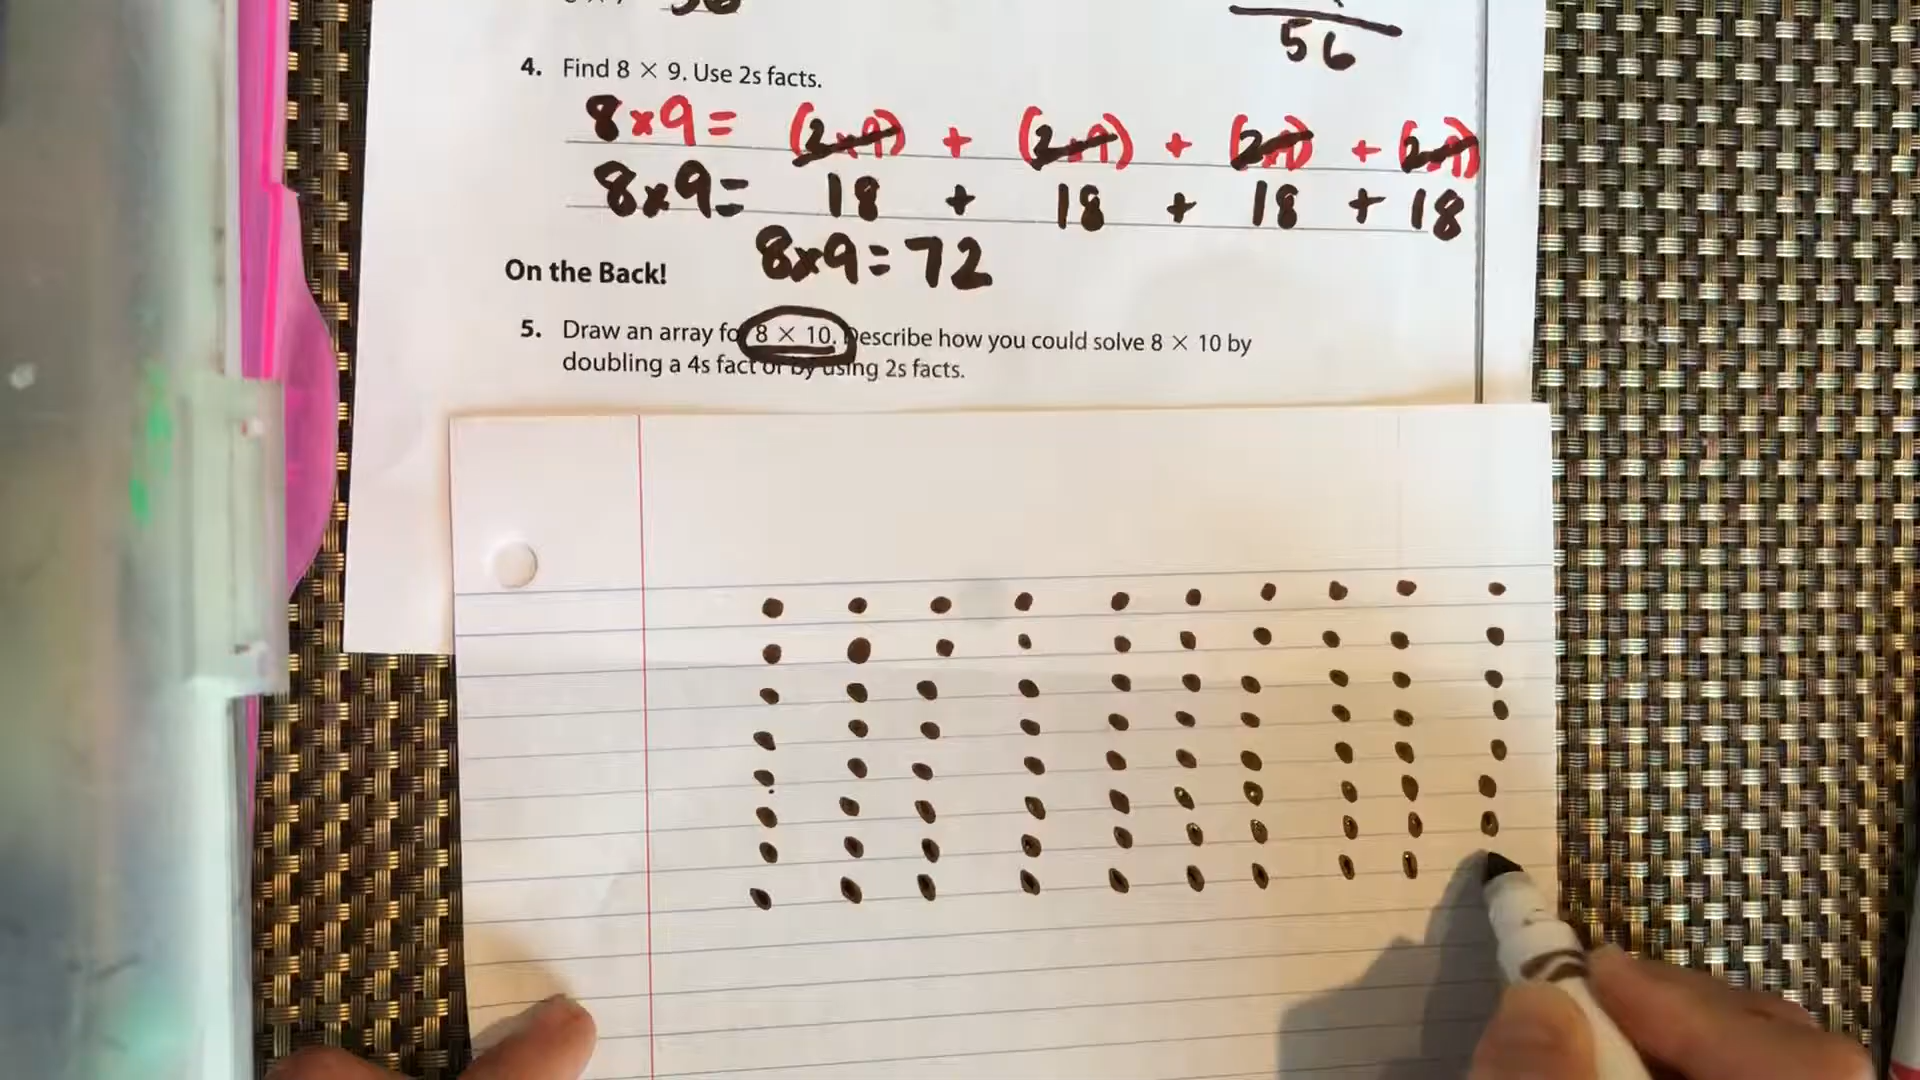 56
4. Find 8 × 9. Use 2s facts.
8×9= (2×9) + (2×9) + (2×9) + (2×9)
8×9= 18 + 18 + 18 + 18
8×9=72
On the Back!
5. Draw an array for 8 × 10. Describe how you could solve 8 × 10 by
doubling a 4s fact or by using 2s facts.